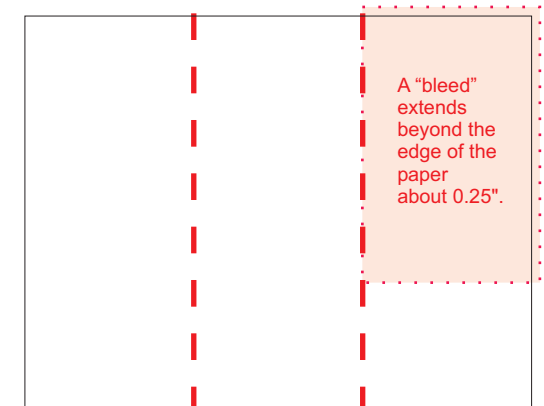 A “bleed”
extends
beyond the
edge of the
paper
about 0.25".